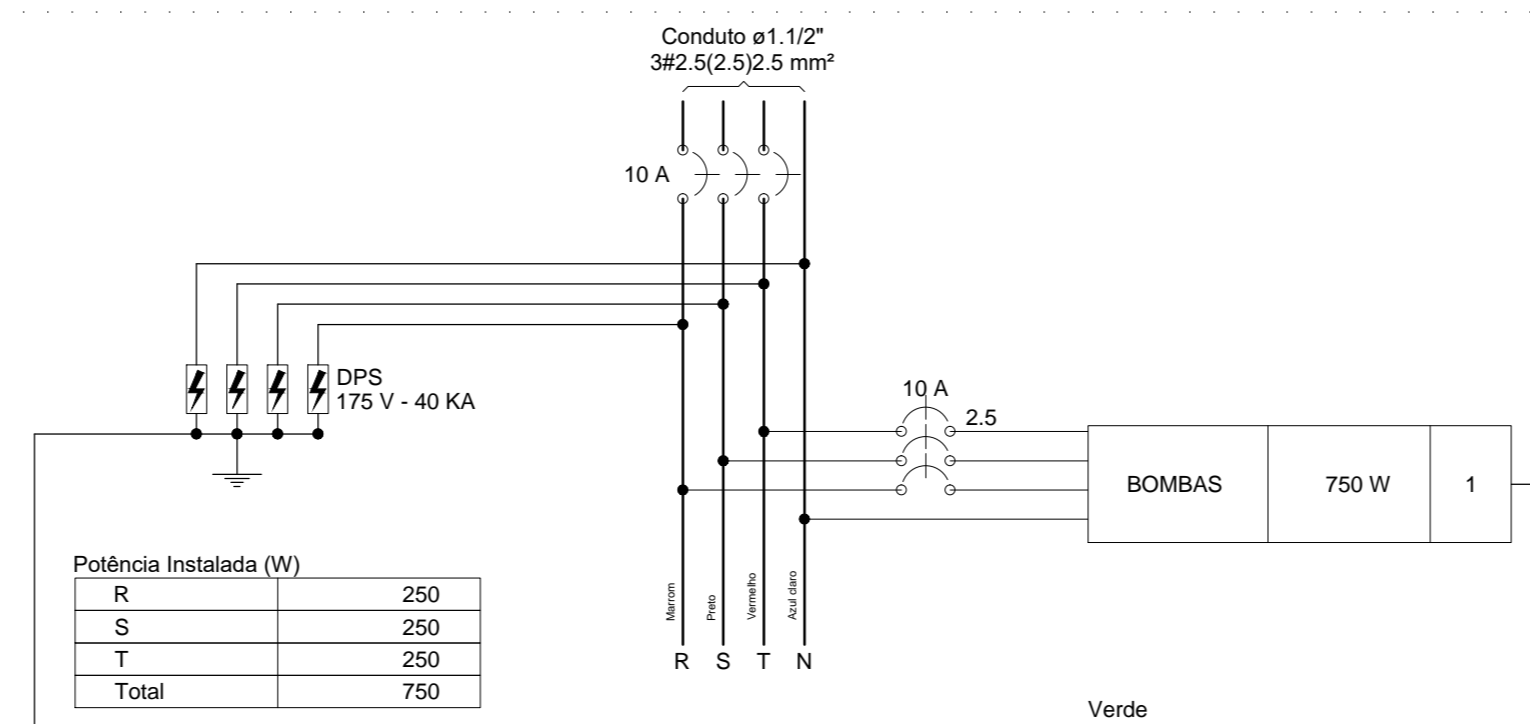 Conduto ø1.1/2"
3#2.5(2.5)2.5 mm²
10 A
DPS
175 V - 40 KA
10 A
2.5
BOMBAS 750 W 1
Potência Instalada (W)
R 250
S 250
T 250
Total 750
Marrom
Preto
Vermelho
Azul claro
R S T N
Verde